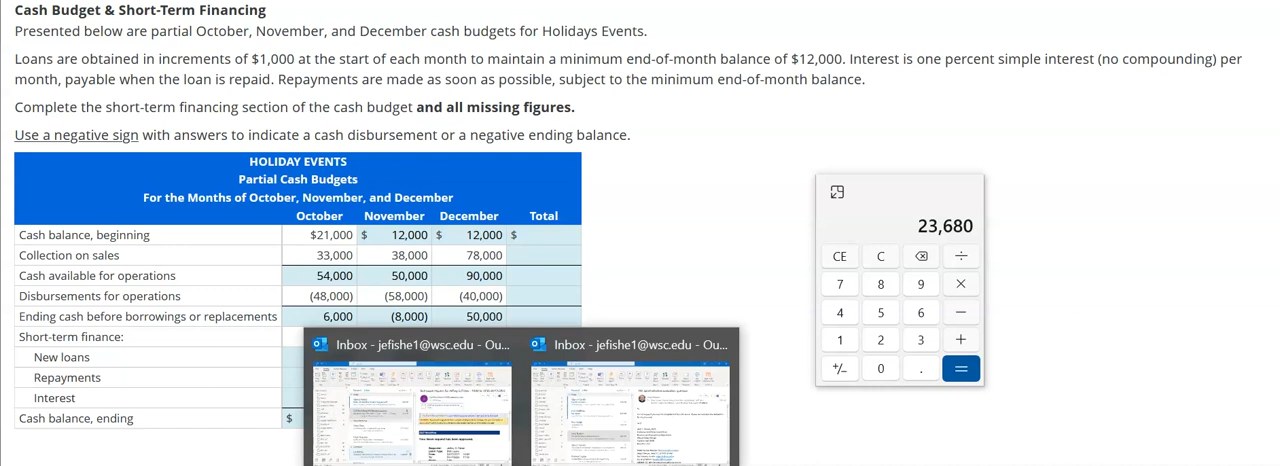 Cash Budget & Short-Term Financing
Presented below are partial October, November, and December cash budgets for Holidays Events.
Loans are obtained in increments of $1,000 at the start of each month to maintain a minimum end-of-month balance of $12,000. Interest is one percent simple interest (no compounding) per
month, payable when the loan is repaid. Repayments are made as soon as possible, subject to the minimum end-of-month balance.
Complete the short-term financing section of the cash budget and all missing figures.
Use a negative sign with answers to indicate a cash disbursement or a negative ending balance.
HOLIDAY EVENTS
Partial Cash Budgets
For the Months of October, November, and December
October November December Total
Cash balance, beginning $21,000 $ 12,000 $ 12,000 $
Collection on sales 33,000 38,000 78,000
Cash available for operations 54,000 50,000 90,000
Disbursements for operations (48,000) (58,000) (40,000)
Ending cash before borrowings or replacements 6,000 (8,000) 50,000
Short-term finance:
New loans
Repayments
Interest
Cash balance, ending $
Inbox - jefishe1@wsc.edu - Ou...
Inbox - jefishe1@wsc.edu - Ou...
23,680
CE C ⌫ ÷
7 8 9 ×
4 5 6 −
1 2 3 +
+/− 0 . =